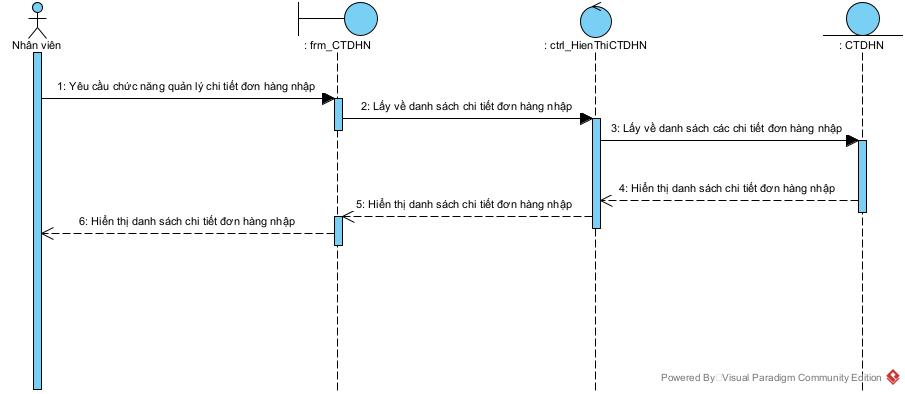 Nhân viên
: frm_CTDHN
: ctrl_HienThiCTDHN
: CTDHN
1: Yêu cầu chức năng quản lý chi tiết đơn hàng nhập
2: Lấy về danh sách chi tiết đơn hàng nhập
3: Lấy về danh sách các chi tiết đơn hàng nhập
4: Hiển thị danh sách chi tiết đơn hàng nhập
5: Hiển thị danh sách chi tiết đơn hàng nhập
6: Hiển thị danh sách chi tiết đơn hàng nhập
Powered By Visual Paradigm Community Edition